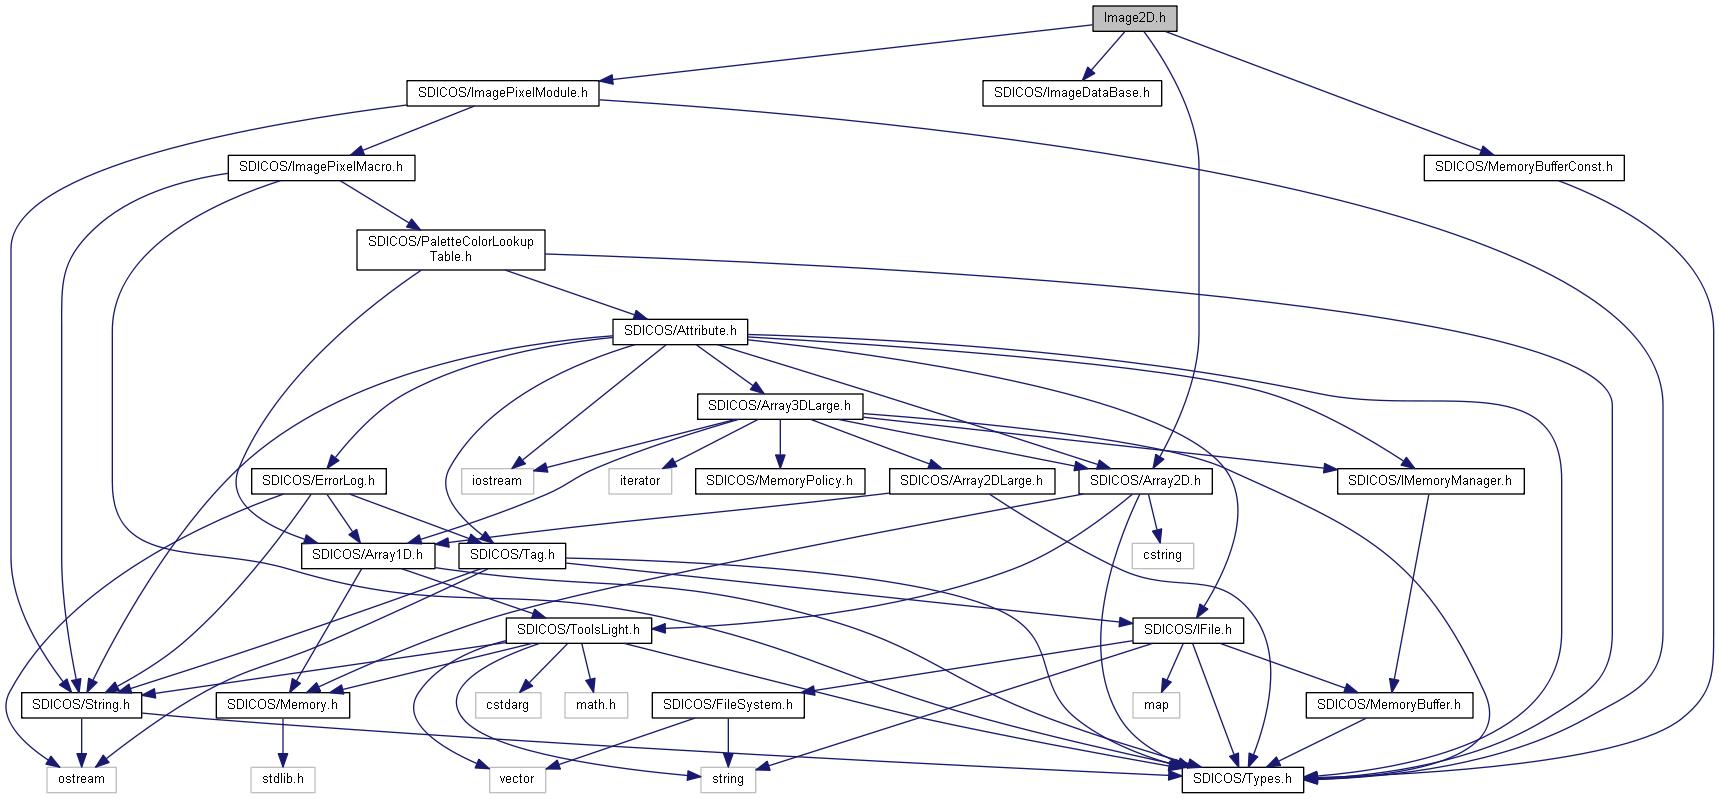 Image2D.h
SDICOS/ImagePixelModule.h
SDICOS/ImageDataBase.h
SDICOS/ImagePixelMacro.h
SDICOS/MemoryBufferConst.h
SDICOS/PaletteColorLookup
Table.h
SDICOS/Attribute.h
SDICOS/Array3DLarge.h
SDICOS/ErrorLog.h
iostream
iterator
SDICOS/MemoryPolicy.h
SDICOS/Array2DLarge.h
SDICOS/Array2D.h
SDICOS/IMemoryManager.h
SDICOS/Array1D.h
SDICOS/Tag.h
cstring
SDICOS/ToolsLight.h
SDICOS/IFile.h
SDICOS/String.h
SDICOS/Memory.h
cstdarg
math.h
SDICOS/FileSystem.h
map
SDICOS/MemoryBuffer.h
ostream
stdlib.h
vector
string
SDICOS/Types.h